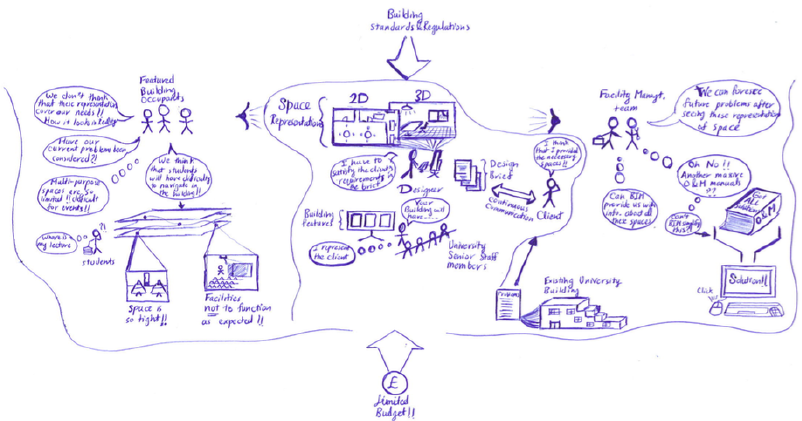 Building
Standards & Regulations
We don't think
that these representation
cover our needs!!
How it looks in Reality
Featured
Building
Occupants
Have our
current problems been
considered?!
We think
that students
will have difficulty
to navigate in
the building!!
Multi-purpose
spaces are so
limited!! difficult
for events!!
Where is
my lecture
?!
Students
Space is
so tight!!
Facilities
not to function
as expected!!
2D
3D
Space
Representation
I have to
satisfy the client's
requirements in
the brief
Designer
Design
Brief
Building
Features
Your
Building will
have.....
I represent
the client
University
Senior Staff
members
I think
that I provided
the necessary
spaces!!
Continuous
Communication
Client
Existing University
Building
Facility Mangt.
team
We can foresee
future problems after
seeing these representation
of space
Oh No!!
Another massive
O&M manuals
Can BIM
provide us with
info. about all
these spaces
Can't
BIM simplify
this?!
O&M
Solution!!
Click
£
Limited
Budget!!